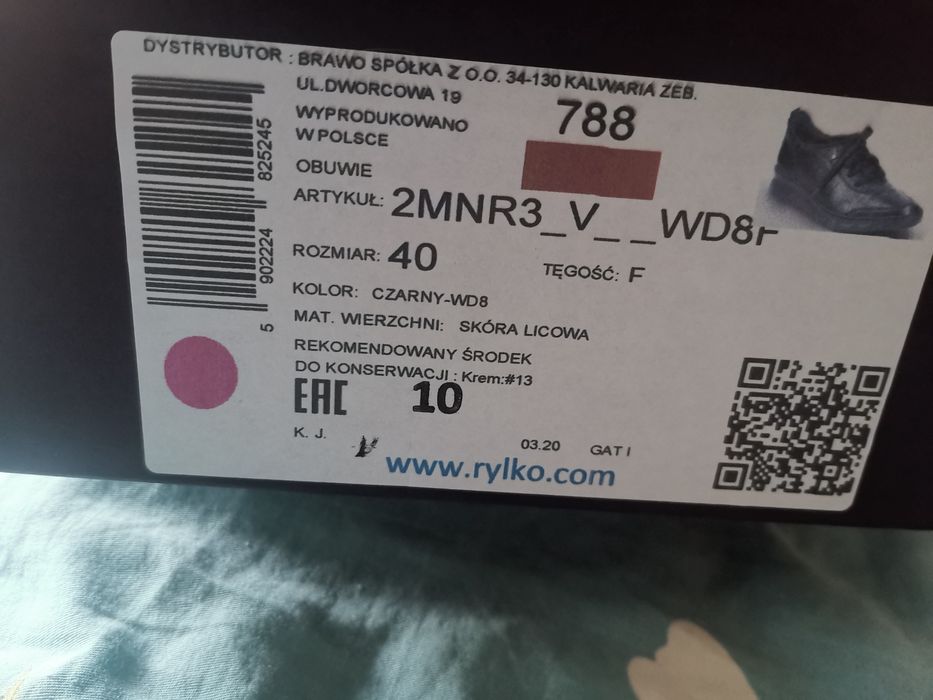 DYSTRYBUTOR : BRAWO SPÓŁKA Z O.O. 34-130 KALWARIA ZEB.
UL.DWORCOWA 19
WYPRODUKOWANO
W POLSCE
788
OBUWIE
ARTYKUŁ: 2MNR3_V_ _WD8F
ROZMIAR: 40
TĘGOŚĆ: F
KOLOR: CZARNY-WD8
MAT. WIERZCHNI: SKÓRA LICOWA
REKOMENDOWANY ŚRODEK
DO KONSERWACJI : Krem:#13
EAC 10
K. J.
03.20 GAT I
www.rylko.com
5 902224 825245